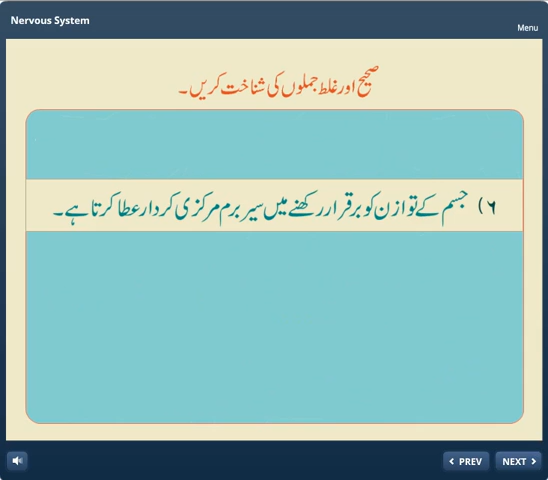 Nervous System
Menu
صحیح اور غلط جملوں کی شناخت کریں۔
۶) جسم کے توازن کو برقرار رکھنے میں سیر برم مرکزی کردار عطا کرتا ہے۔
PREV
NEXT